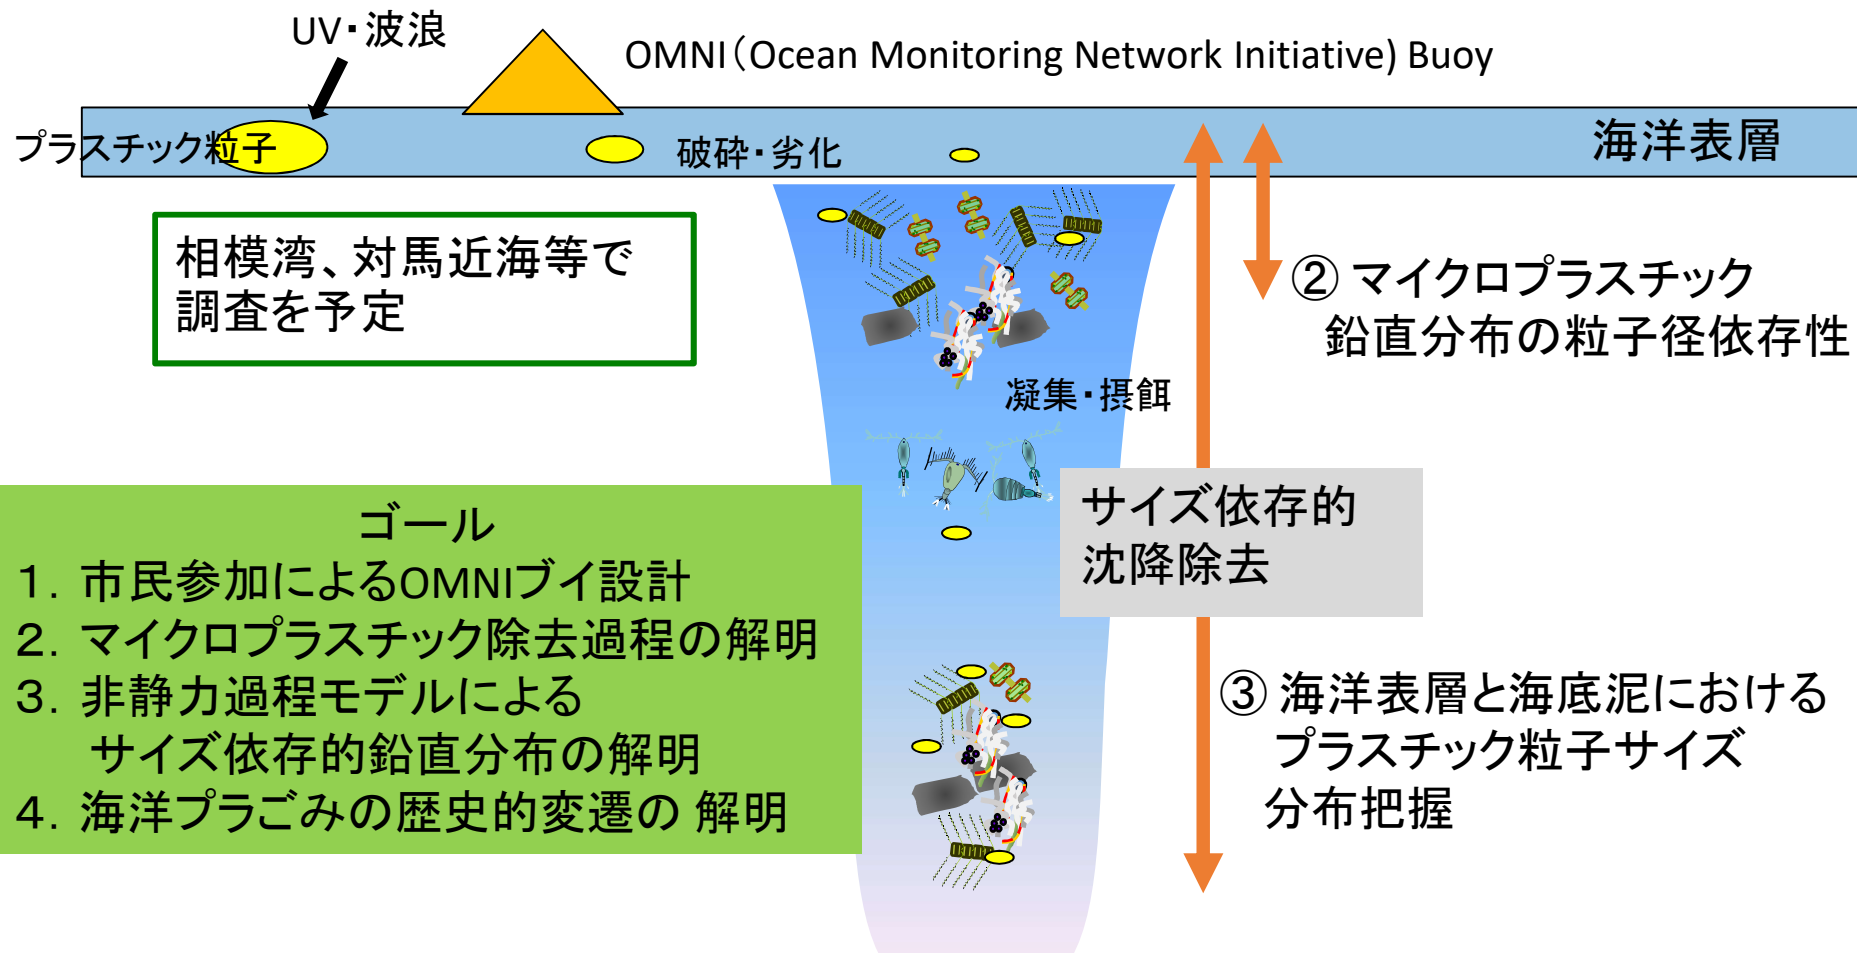 UV・波浪
OMNI（Ocean Monitoring Network Initiative) Buoy
プラスチック粒子
破砕・劣化
海洋表層
相模湾、対馬近海等で
調査を予定
② マイクロプラスチック
鉛直分布の粒子径依存性
凝集・摂餌
サイズ依存的
沈降除去
ゴール
１．市民参加によるOMNIブイ設計
２．マイクロプラスチック除去過程の解明
３．非静力過程モデルによる
サイズ依存的鉛直分布の解明
４．海洋プラごみの歴史的変遷の 解明
③ 海洋表層と海底泥における
プラスチック粒子サイズ
分布把握